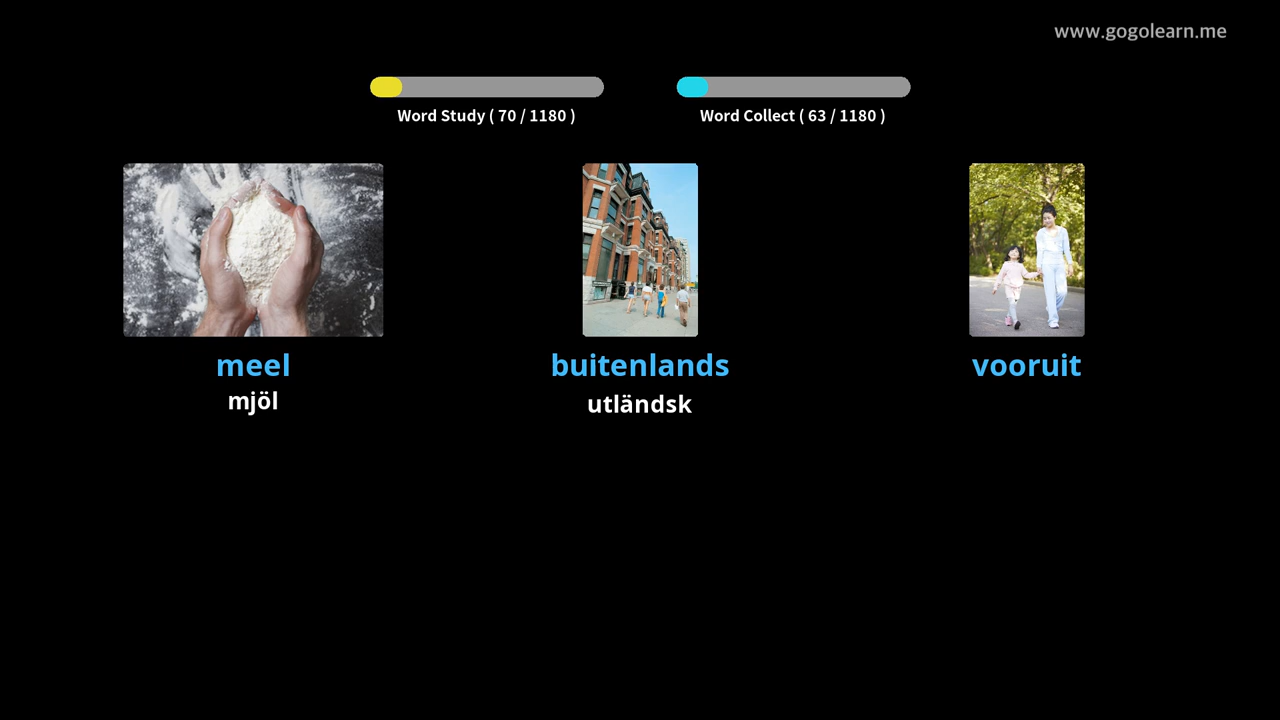 www.gogolearn.me
Word Study ( 70 / 1180 )
Word Collect ( 63 / 1180 )
meel
mjöl
buitenlands
utländsk
vooruit